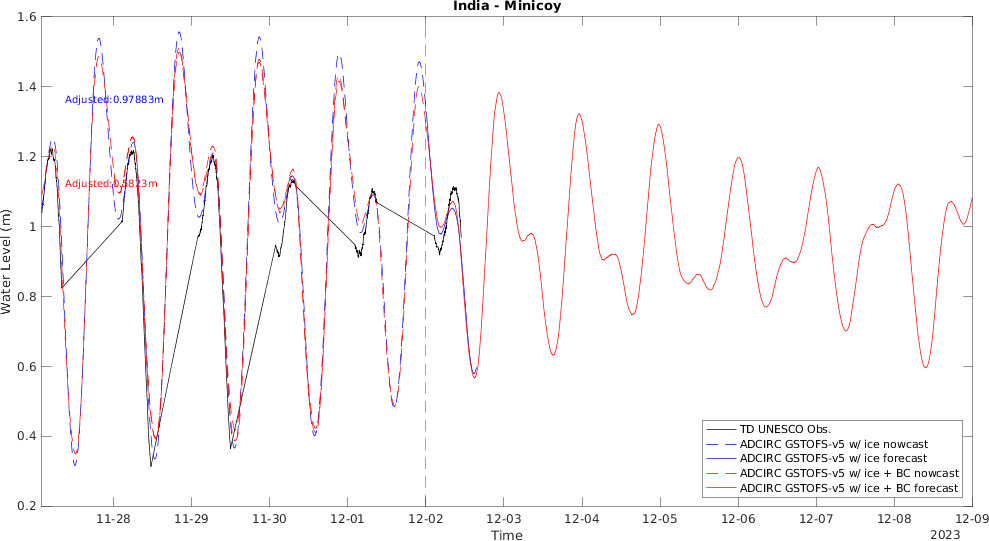 India - Minicoy
Water Level (m)
1.6
1.4
1.2
1
0.8
0.6
0.4
0.2
Adjusted:0.97883m
11-28
11-29
11-30
12-01
12-02
12-03
12-04
12-05
12-06
12-07
12-08
12-09
2023
Time
TD UNESCO Obs.
ADCIRC GSTOFS-v5 w/ ice nowcast
ADCIRC GSTOFS-v5 w/ ice forecast
ADCIRC GSTOFS-v5 w/ ice + BC nowcast
ADCIRC GSTOFS-v5 w/ ice + BC forecast